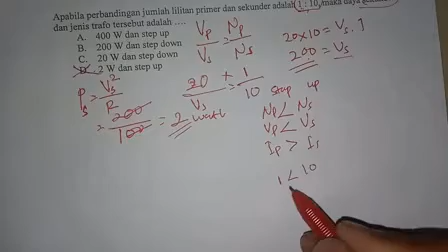 Apabila perbandingan jumlah lilitan primer dan sekunder adalah 1 : 10, maka daya
dan jenis trafo tersebut adalah ....
A. 400 W dan step up
B. 200 W dan step down
C. 20 W dan step down
D. 2 W dan step up
Vp/Vs = Np/Ns
20x10 = Vs . 1
200 = Vs
Ps = Vs²/R
= 200/100 = 2 watt
20/Vs = 1/10
step up
Np < Ns
Vp < Vs
Ip > Is
1 < 10